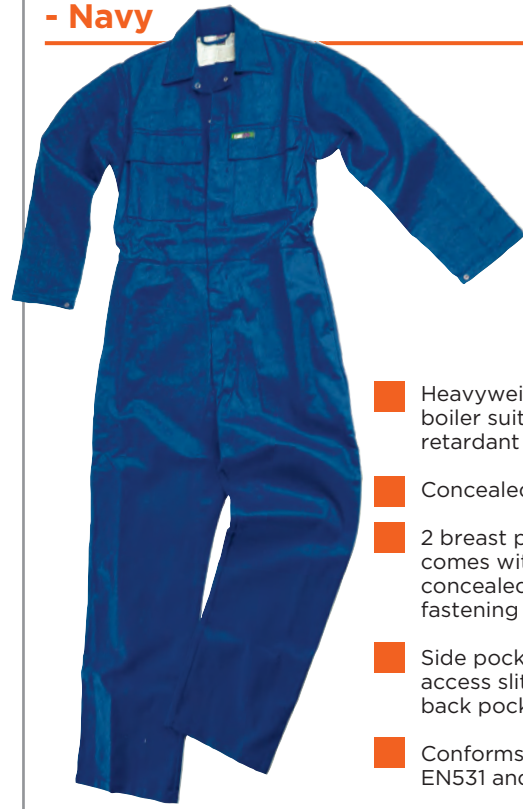 - Navy
Heavywei
boiler suit
retardant
Concealed
2 breast p
comes wit
concealed
fastening
Side pock
access slit
back pock
Conforms
EN531 and